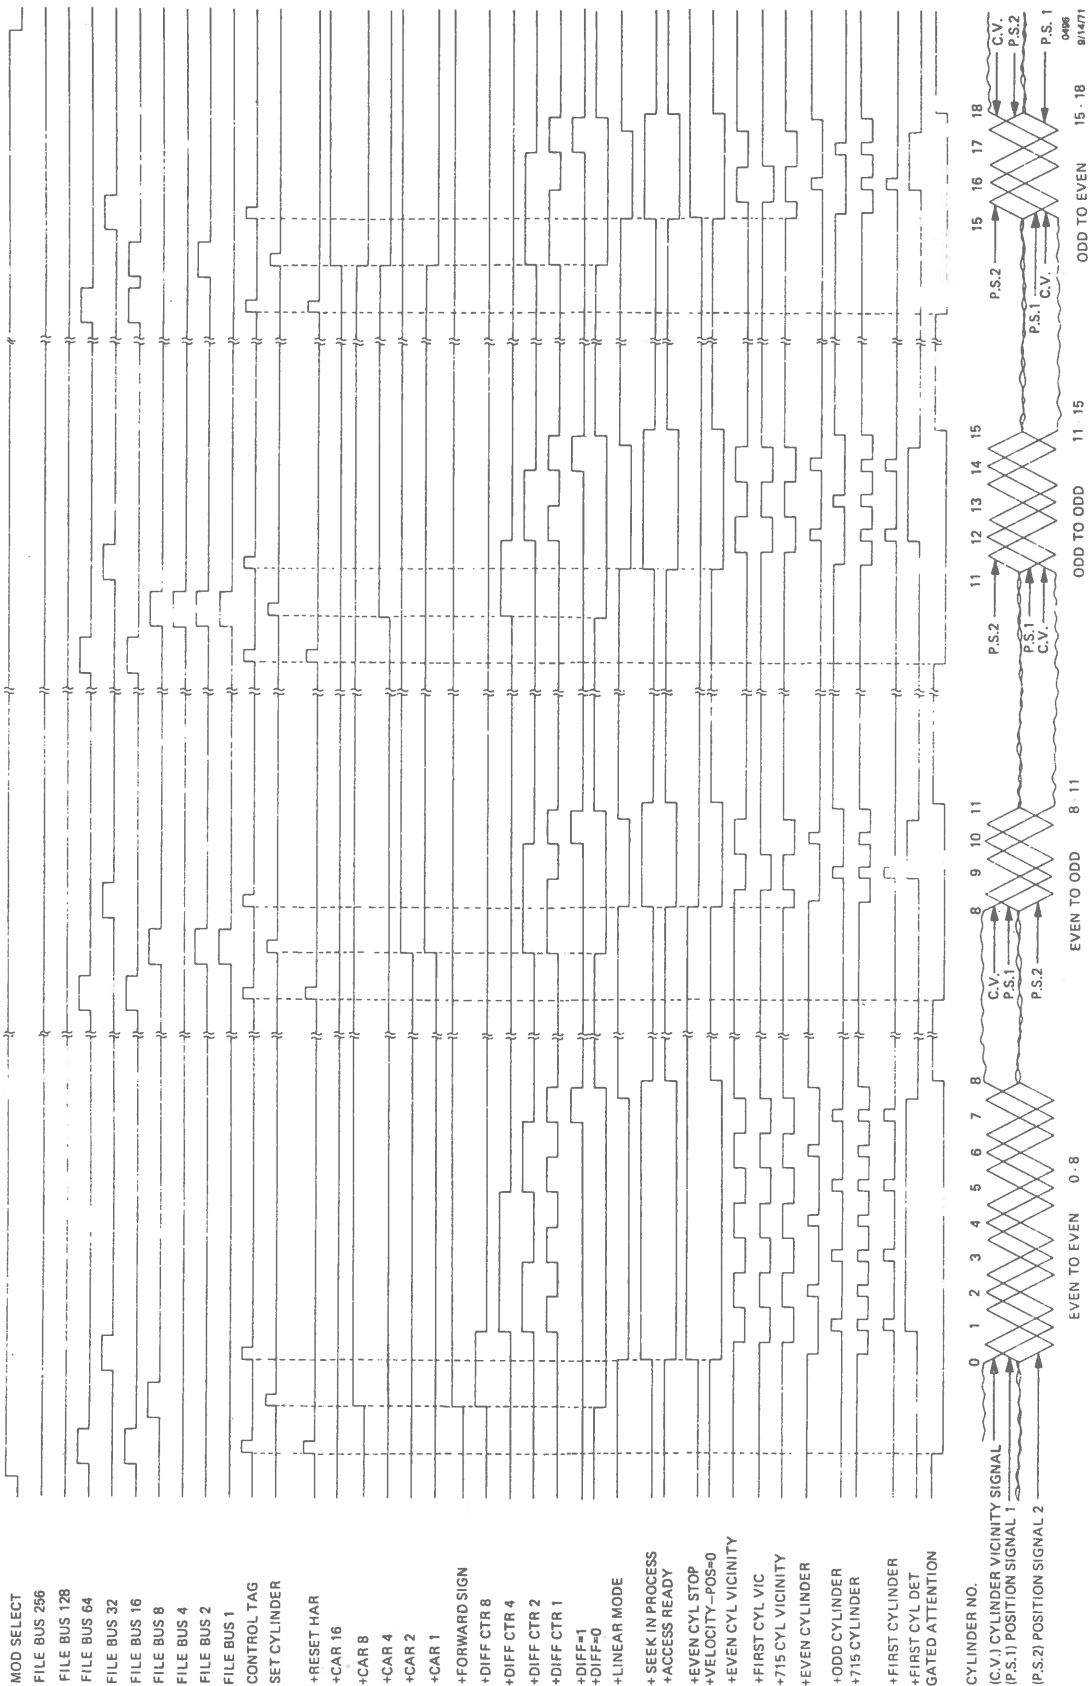 MOD SELECT
FILE BUS 256
FILE BUS 128
FILE BUS 64
FILE BUS 32
FILE BUS 16
FILE BUS 8
FILE BUS 4
FILE BUS 2
FILE BUS 1
CONTROL TAG
SET CYLINDER
+RESET HAR
+CAR 16
+CAR 8
+CAR 4
+CAR 2
+CAR 1
+FORWARD SIGN
+DIFF CTR 8
+DIFF CTR 4
+DIFF CTR 2
+DIFF CTR 1
+DIFF=1
+DIFF=0
+LINEAR MODE
+ SEEK IN PROCESS
+ACCESS READY
+EVEN CYL STOP
+VELOCITY-POS=0
+EVEN CYL VICINITY
+FIRST CYL VIC
+715 CYL VICINITY
+EVEN CYLINDER
+ODD CYLINDER
+715 CYLINDER
+FIRST CYLINDER
+FIRST CYL DET
GATED ATTENTION
CYLINDER NO.
0 1 2 3 4 5 6 7 8
8 9 10 11
11 12 13 14 15
15 16 17 18
(C.V.) CYLINDER VICINITY SIGNAL
(P.S.1) POSITION SIGNAL 1
(P.S.2) POSITION SIGNAL 2
C.V.
P.S.1
P.S.2
P.S.2
P.S.1
C.V.
P.S.2
P.S.1
C.V.
C.V.
P.S.2
P.S. 1
EVEN TO EVEN 0-8
EVEN TO ODD 8-11
ODD TO ODD 11-15
ODD TO EVEN 15-18
0496
9/14/71